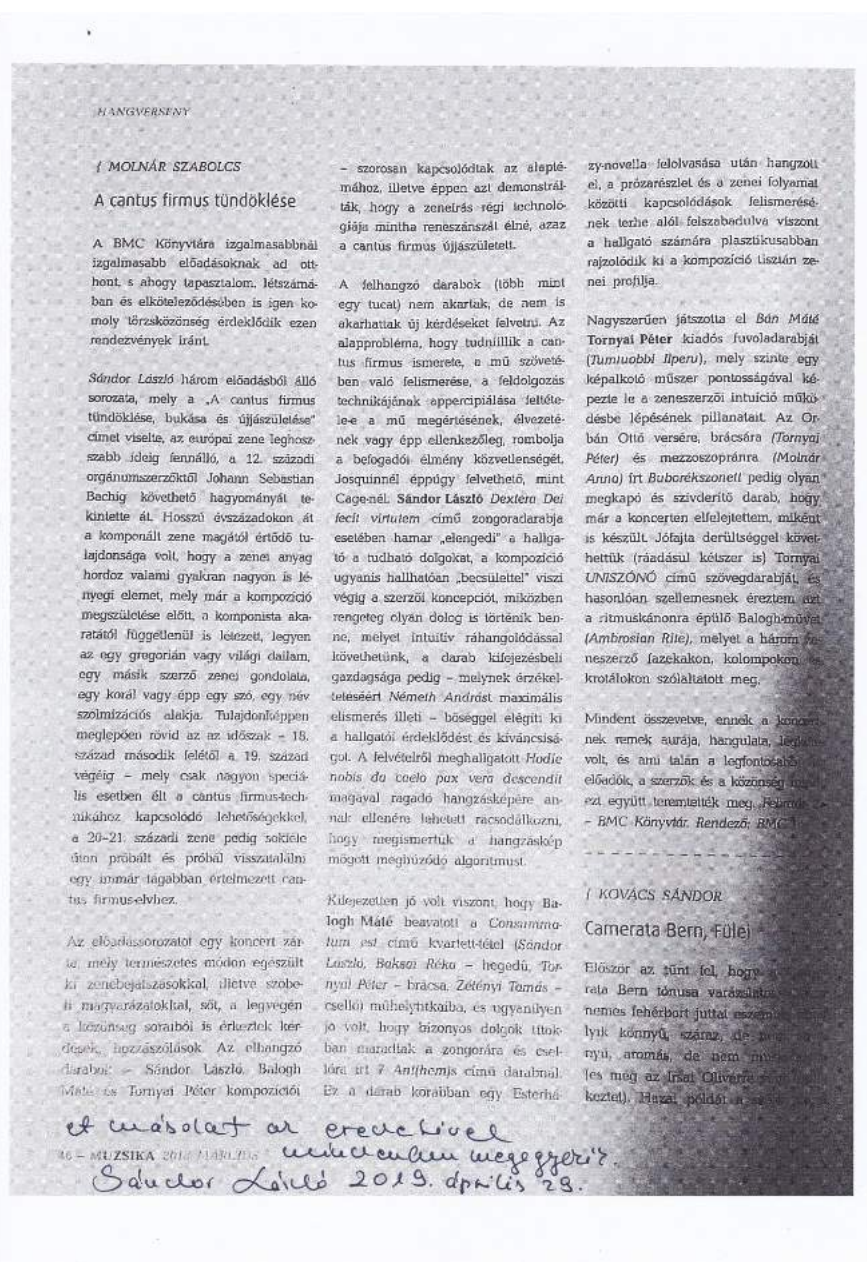 HANGVERSENY
{ MOLNÁR SZABOLCS
A cantus firmus tündöklése
A BMC Könyvtára izgalmasabbnál
izgalmasabb előadásoknak ad ott-
hont, s ahogy tapasztalom, létszámá-
ban és elköteleződésében is igen ko-
moly törzsközönség érdeklődik ezen
rendezvények iránt.
Sándor László három előadásból álló
sorozata, mely a „A cantus firmus
tündöklése, bukása és újjászületése”
címet viselte, az európai zene leghosz-
szabb ideig fennálló, a 12. századi
orgánumszerzőktől Johann Sebastian
Bachig követhető hagyományát te-
kintette át. Hosszú évszázadokon át
a komponált zene magától értődő tu-
lajdonsága volt, hogy a zenei anyag
hordoz valami gyakran nagyon is lé-
nyegi elemet, mely már a kompozíció
megszületése előtt, a komponista aka-
ratától függetlenül is létezett, legyen
az egy gregorián vagy világi dallam,
egy másik szerző zenei gondolata,
egy korál vagy épp egy szó, egy név
szolmizációs alakja. Tulajdonképpen
meglepően rövid az az időszak – 18.
század második felétől a 19. század
végéig – mely csak nagyon speciá-
lis esetben élt a cantus firmus-tech-
nikához kapcsolódó lehetőségekkel,
a 20–21. századi zene pedig sokféle
úton próbált és próbál visszatalálni
egy immár tágabban értelmezett can-
tus firmus-elvhez.
Az előadássorozatot egy koncert zár-
ta, mely természetes módon egészült
ki zenebejátszásokkal, illetve szóbe-
li magyarázatokkal, sőt, a legvégén
a közönség soraiból is érkeztek kér-
dések, hozzászólások. Az elhangzó
darabok – Sándor László, Balogh
Máté és Tornyai Péter kompozíciói
– szorosan kapcsolódtak az alapté-
mához, illetve éppen azt demonstrál-
ták, hogy a zeneírás régi technoló-
giája mintha reneszánszát élné, azaz
a cantus firmus újjászületett.
A felhangzó darabok (több mint
egy tucat) nem akartak, de nem is
akarhattak új kérdéseket felvetni. Az
alapprobléma, hogy tudniillik a can-
tus firmus ismerete, a mű szöveté-
ben való felismerése, a feldolgozás
technikájának appercipiálása feltéte-
le-e a mű megértésének, élvezeté-
nek vagy épp ellenkezőleg, rombolja
a befogadói élmény közvetlenségét,
Josquinnél éppúgy felvethető, mint
Cage-nél. Sándor László Dextera Dei
fecit virtutem című zongoradarabja
esetében hamar „elengedi” a hallga-
tó a tudható dolgokat, a kompozíció
ugyanis hallhatóan „becsülettel” viszi
végig a szerzői koncepciót, miközben
rengeteg olyan dolog is történik ben-
ne, melyet intuitív ráhangolódással
követhetünk, a darab kifejezésbeli
gazdagsága pedig – melynek érzékel-
tetéséért Németh Andrást maximális
elismerés illeti – bőséggel elégíti ki
a hallgatói érdeklődést és kíváncsisá-
got. A felvételről meghallgatott Hodie
nobis de caelo pax vera descendit
magával ragadó hangzásképére an-
nak ellenére lehetett rácsodálkozni,
hogy megismertük a hangzáskép
mögött meghúzódó algoritmust.
Kifejezetten jó volt viszont, hogy Ba-
logh Máté beavatott a Consumma-
tum est című kvartett-tétel (Sándor
László, Baksai Réka – hegedű, Tor-
nyai Péter – brácsa, Zétényi Tamás –
cselló) műhelytitkaiba, és ugyanilyen
jó volt, hogy bizonyos dolgok titok-
ban maradtak a zongorára és csel-
lóra írt 7 Ant(hem)s című darabnál.
Ez a darab korábban egy Esterhá-
zy-novella felolvasása után hangzott
el, a prózarészlet és a zenei folyamat
közötti kapcsolódások felismerésé-
nek terhe alól felszabadulva viszont
a hallgató számára plasztikusabban
rajzolódik ki a kompozíció tisztán ze-
nei profilja.
Nagyszerűen játszotta el Bán Máté
Tornyai Péter kiadós fuvoladarabját
(Tumtuobbl Ilperu), mely szinte egy
képalkotó műszer pontosságával ké-
pezte le a zeneszerzői intuíció műkö-
désbe lépésének pillanatait. Az Or-
bán Ottó versére, brácsára (Tornyai
Péter) és mezzoszopránra (Molnár
Anna) írt Buborékszonett pedig olyan
megkapó és szívderítő darab, hogy
már a koncerten elfelejtettem, miként
is készült. Jófajta derültséggel követ-
hettük (ráadásul kétszer is) Tornyai
UNISZÓNÓ című szövegdarabját, és
hasonlóan szellemesnek éreztem azt
a ritmuskánonra épülő Balogh-művet
(Ambrosian Rite), melyet a három ze-
neszerző fazekakon, kolompokon és
krotálokon szólaltatott meg.
Mindent összevetve, ennek a koncert-
nek remek aurája, hangulata,
volt, és ami talán a legfontosabb
előadók, a szerzők és a közönség
ezt együtt teremtették meg.
– BMC Könyvtár. Rendező: BMC
{ KOVÁCS SÁNDOR
Camerata Bern, Fülei
Először az tűnt fel, hogy a
rata Bern tónusa
nemes fehérbort juttat
lyik könnyű, száraz, de
nyű, aromás, de nem
les meg az írást
keztet). Hazai példát a
46 – MUZSIKA
A másolat az eredetivel
mindenben megegyezik.
Sándor László 2019. április 29.